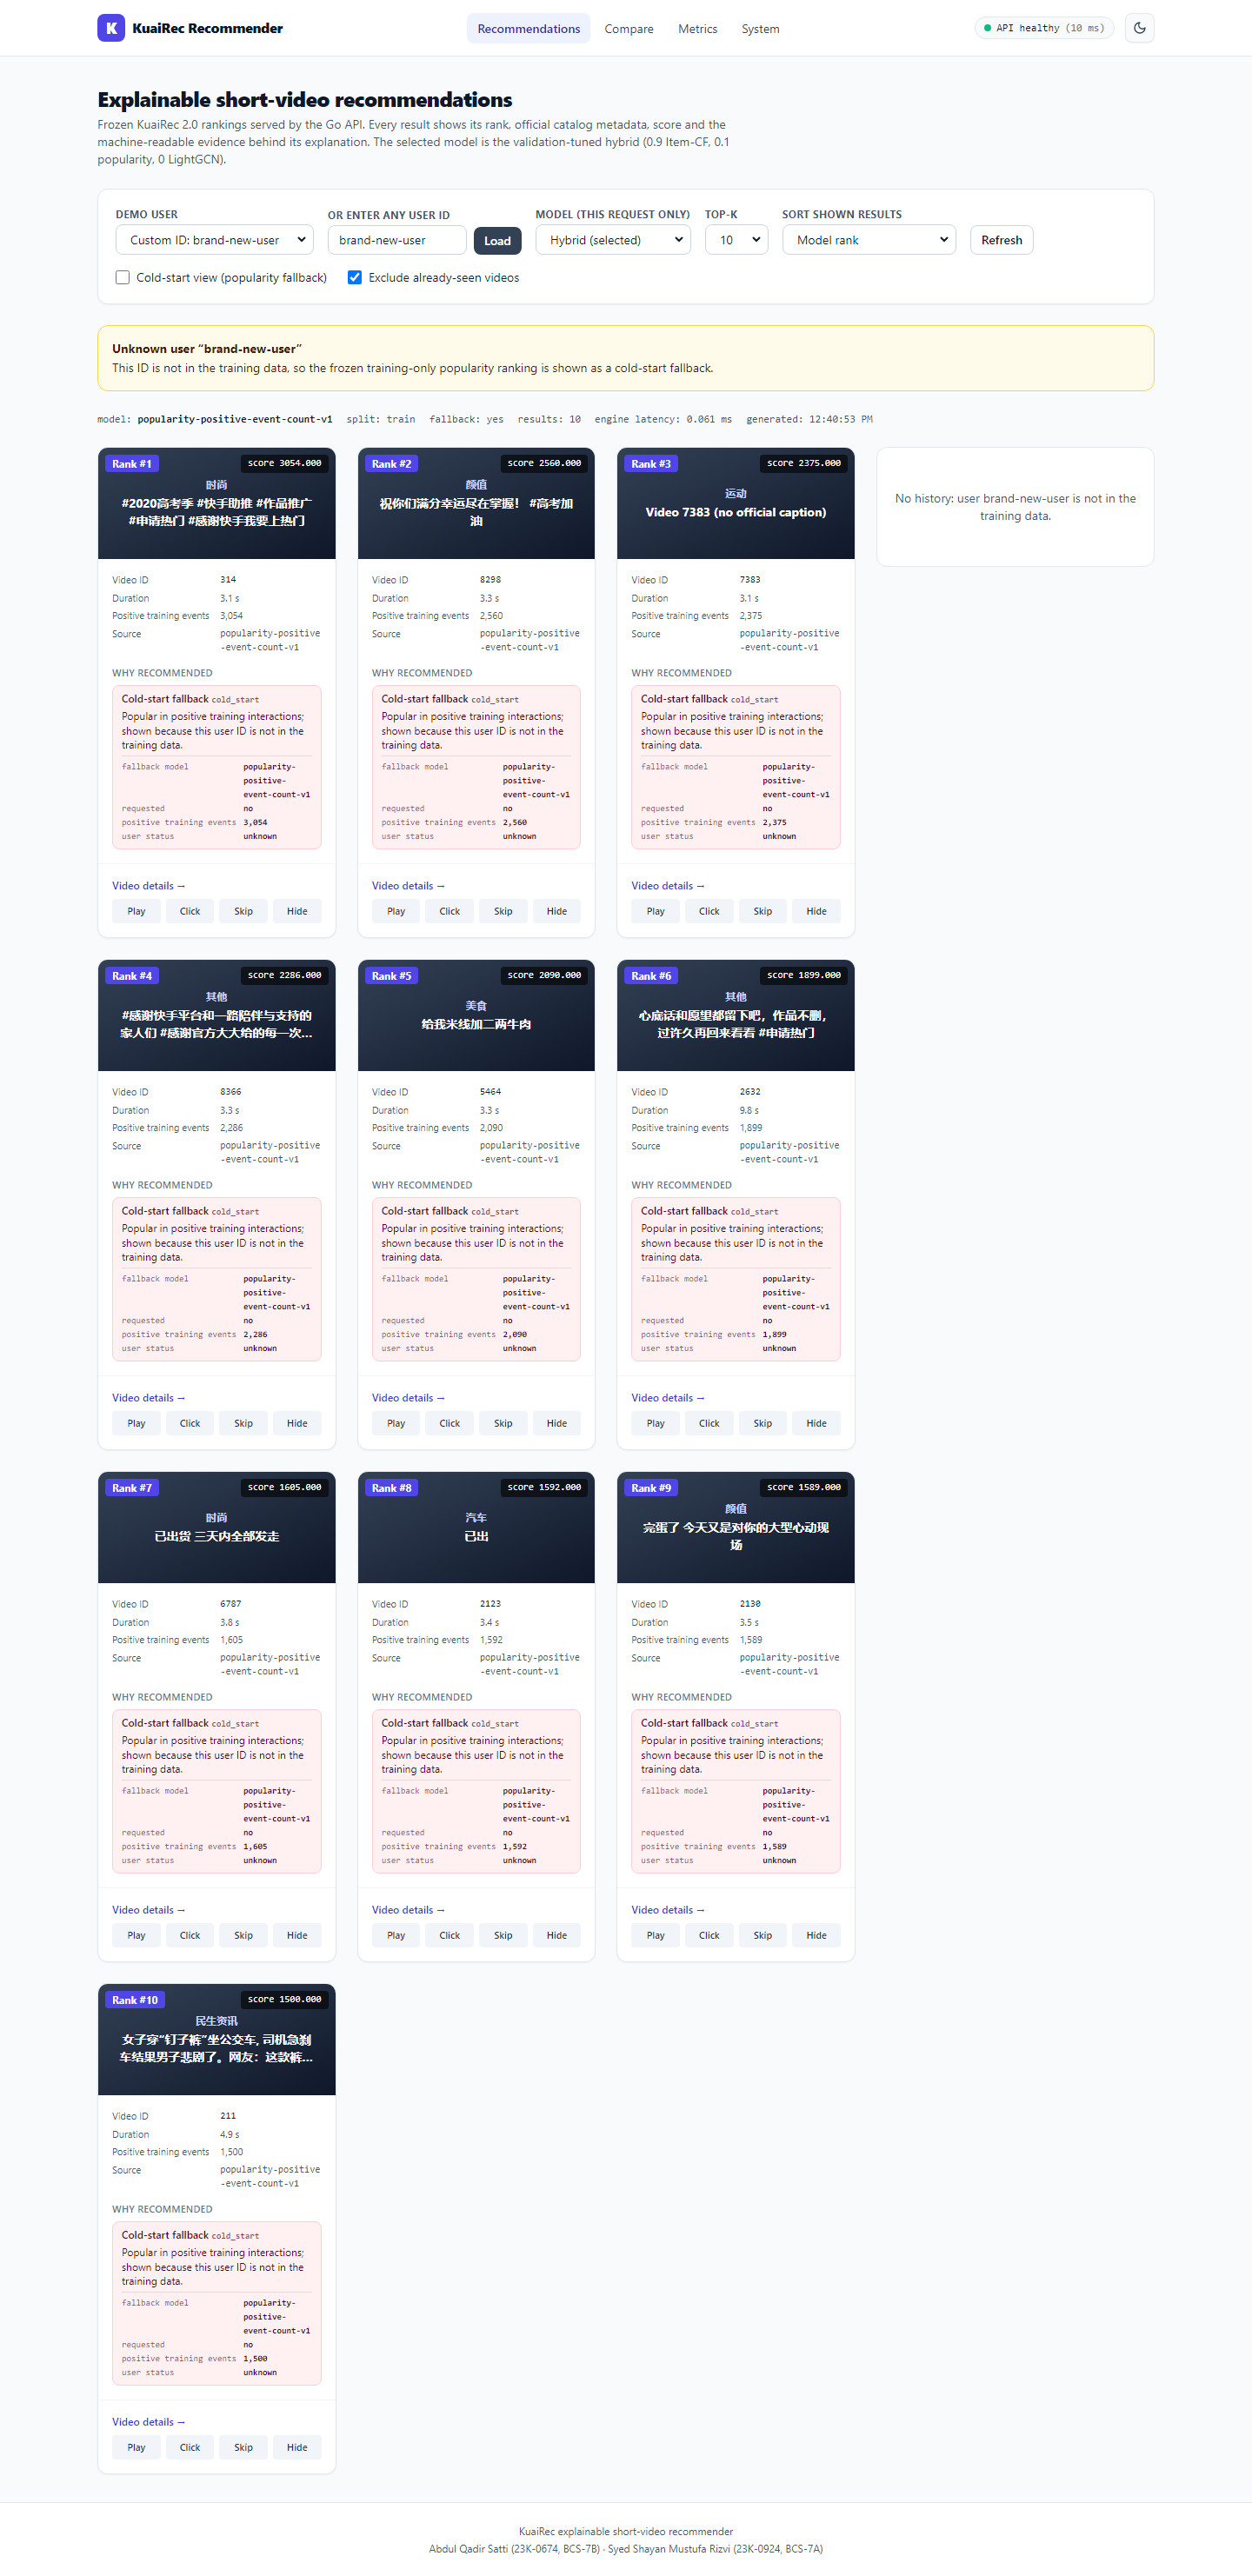 K KuaiRec Recommender
Recommendations Compare Metrics System
API healthy (10 ms)
Explainable short-video recommendations
Frozen KuaiRec 2.0 rankings served by the Go API. Every result shows its rank, official catalog metadata, score and the
machine-readable evidence behind its explanation. The selected model is the validation-tuned hybrid (0.9 Item-CF, 0.1
popularity, 0 LightGCN).
DEMO USER
Custom ID: brand-new-user
OR ENTER ANY USER ID
brand-new-user
Load
MODEL (THIS REQUEST ONLY)
Hybrid (selected)
TOP-K
10
SORT SHOWN RESULTS
Model rank
Refresh
Cold-start view (popularity fallback)
Exclude already-seen videos
Unknown user “brand-new-user”
This ID is not in the training data, so the frozen training-only popularity ranking is shown as a cold-start fallback.
model: popularity-positive-event-count-v1 split: train fallback: yes results: 10 engine latency: 0.061 ms generated: 12:40:53 PM
Rank #1
score 3054.000
时尚
#2020高考季 #快手助推 #作品推广
#申请热门 #感谢快手我要上热门
Video ID 314
Duration 3.1 s
Positive training events 3,054
Source popularity-positive
-event-count-v1
WHY RECOMMENDED
Cold-start fallback cold_start
Popular in positive training interactions;
shown because this user ID is not in the
training data.
fallback model popularity-
positive-
event-count-v1
requested no
positive training events 3,054
user status unknown
Video details →
Play Click Skip Hide
Rank #2
score 2560.000
颜值
祝你们满分幸运尽在掌握！ #高考加
油
Video ID 8298
Duration 3.3 s
Positive training events 2,560
Source popularity-positive
-event-count-v1
WHY RECOMMENDED
Cold-start fallback cold_start
Popular in positive training interactions;
shown because this user ID is not in the
training data.
fallback model popularity-
positive-
event-count-v1
requested no
positive training events 2,560
user status unknown
Video details →
Play Click Skip Hide
Rank #3
score 2375.000
运动
Video 7383 (no official caption)
Video ID 7383
Duration 3.1 s
Positive training events 2,375
Source popularity-positive
-event-count-v1
WHY RECOMMENDED
Cold-start fallback cold_start
Popular in positive training interactions;
shown because this user ID is not in the
training data.
fallback model popularity-
positive-
event-count-v1
requested no
positive training events 2,375
user status unknown
Video details →
Play Click Skip Hide
No history: user brand-new-user is not in the
training data.
Rank #4
score 2286.000
其他
#感谢快手平台和一路陪伴与支持的
家人们 #感谢官方大大给的每一次...
Video ID 8366
Duration 3.3 s
Positive training events 2,286
Source popularity-positive
-event-count-v1
WHY RECOMMENDED
Cold-start fallback cold_start
Popular in positive training interactions;
shown because this user ID is not in the
training data.
fallback model popularity-
positive-
event-count-v1
requested no
positive training events 2,286
user status unknown
Video details →
Play Click Skip Hide
Rank #5
score 2090.000
美食
给我米线加二两牛肉
Video ID 5464
Duration 3.3 s
Positive training events 2,090
Source popularity-positive
-event-count-v1
WHY RECOMMENDED
Cold-start fallback cold_start
Popular in positive training interactions;
shown because this user ID is not in the
training data.
fallback model popularity-
positive-
event-count-v1
requested no
positive training events 2,090
user status unknown
Video details →
Play Click Skip Hide
Rank #6
score 1899.000
其他
心底话和原里都留下吧，作品不删，
过许久再回来看看 #申请热门
Video ID 2632
Duration 9.8 s
Positive training events 1,899
Source popularity-positive
-event-count-v1
WHY RECOMMENDED
Cold-start fallback cold_start
Popular in positive training interactions;
shown because this user ID is not in the
training data.
fallback model popularity-
positive-
event-count-v1
requested no
positive training events 1,899
user status unknown
Video details →
Play Click Skip Hide
Rank #7
score 1605.000
时尚
已出货 三天内全部发走
Video ID 6787
Duration 3.8 s
Positive training events 1,605
Source popularity-positive
-event-count-v1
WHY RECOMMENDED
Cold-start fallback cold_start
Popular in positive training interactions;
shown because this user ID is not in the
training data.
fallback model popularity-
positive-
event-count-v1
requested no
positive training events 1,605
user status unknown
Video details →
Play Click Skip Hide
Rank #8
score 1592.000
汽车
已出
Video ID 2123
Duration 3.4 s
Positive training events 1,592
Source popularity-positive
-event-count-v1
WHY RECOMMENDED
Cold-start fallback cold_start
Popular in positive training interactions;
shown because this user ID is not in the
training data.
fallback model popularity-
positive-
event-count-v1
requested no
positive training events 1,592
user status unknown
Video details →
Play Click Skip Hide
Rank #9
score 1589.000
颜值
完蛋了 今天又是对你的大型心动现
场
Video ID 2130
Duration 3.5 s
Positive training events 1,589
Source popularity-positive
-event-count-v1
WHY RECOMMENDED
Cold-start fallback cold_start
Popular in positive training interactions;
shown because this user ID is not in the
training data.
fallback model popularity-
positive-
event-count-v1
requested no
positive training events 1,589
user status unknown
Video details →
Play Click Skip Hide
Rank #10
score 1500.000
民生资讯
女子穿“钉子裤”坐公交车, 司机急刹
车结果男子悲剧了。网友：这款裤...
Video ID 211
Duration 4.9 s
Positive training events 1,500
Source popularity-positive
-event-count-v1
WHY RECOMMENDED
Cold-start fallback cold_start
Popular in positive training interactions;
shown because this user ID is not in the
training data.
fallback model popularity-
positive-
event-count-v1
requested no
positive training events 1,500
user status unknown
Video details →
Play Click Skip Hide
KuaiRec explainable short-video recommender
Abdul Qadir Satti (23K-0674, BCS-7B) · Syed Shayan Mustufa Rizvi (23K-0924, BCS-7A)